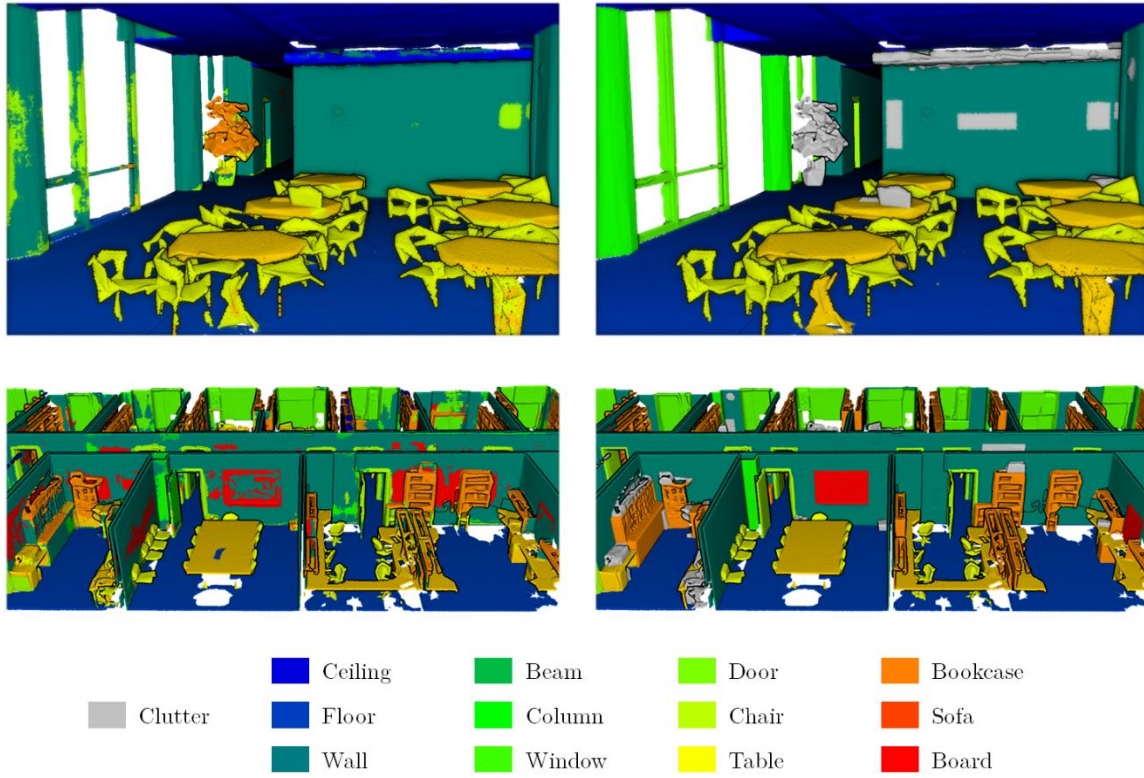 Ceiling Beam Door Bookcase
Clutter Floor Column Chair Sofa
Wall Window Table Board